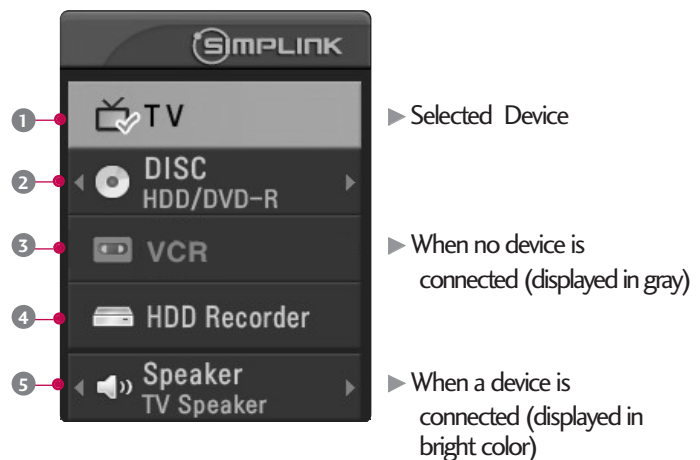 SIMPLINK
1 TV ► Selected Device
2 DISC
HDD/DVD-R
3 VCR ► When no device is
connected (displayed in gray)
4 HDD Recorder
5 Speaker ► When a device is
TV Speaker connected (displayed in
bright color)